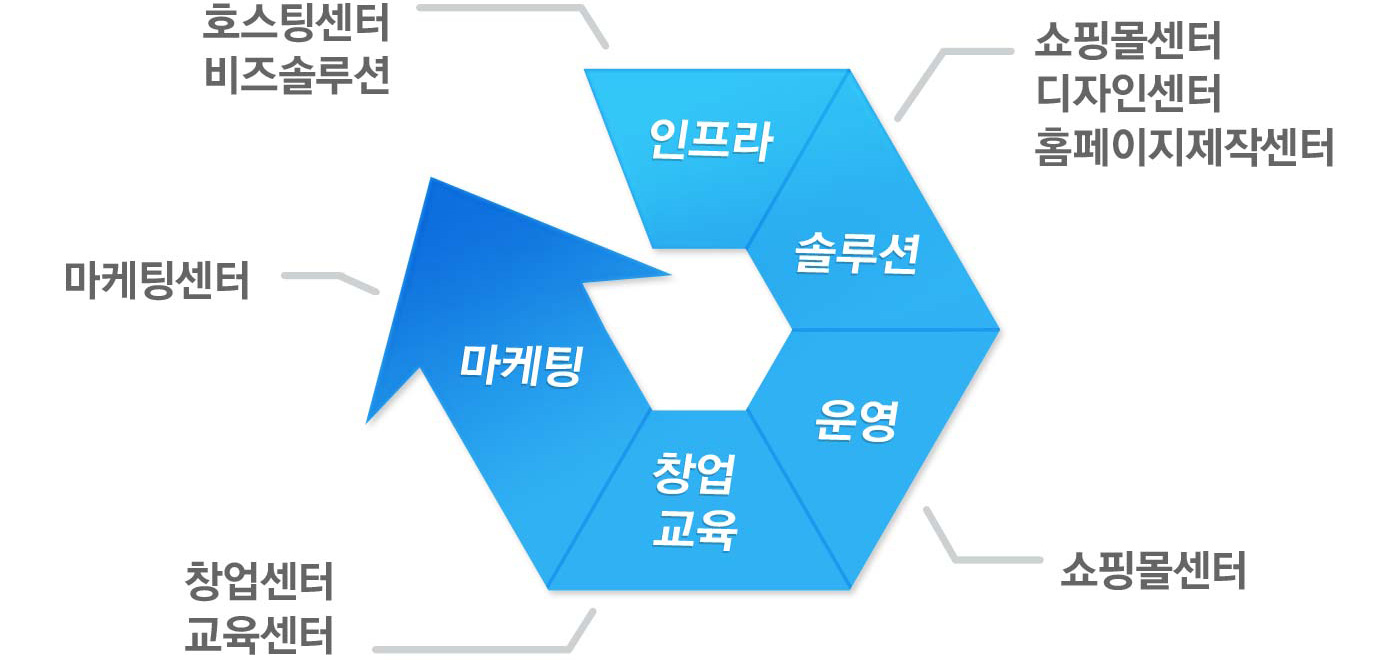 호스팅센터
비즈솔루션
쇼핑몰센터
디자인센터
홈페이지제작센터
인프라
솔루션
마케팅센터
마케팅
운영
창업
교육
쇼핑몰센터
창업센터
교육센터